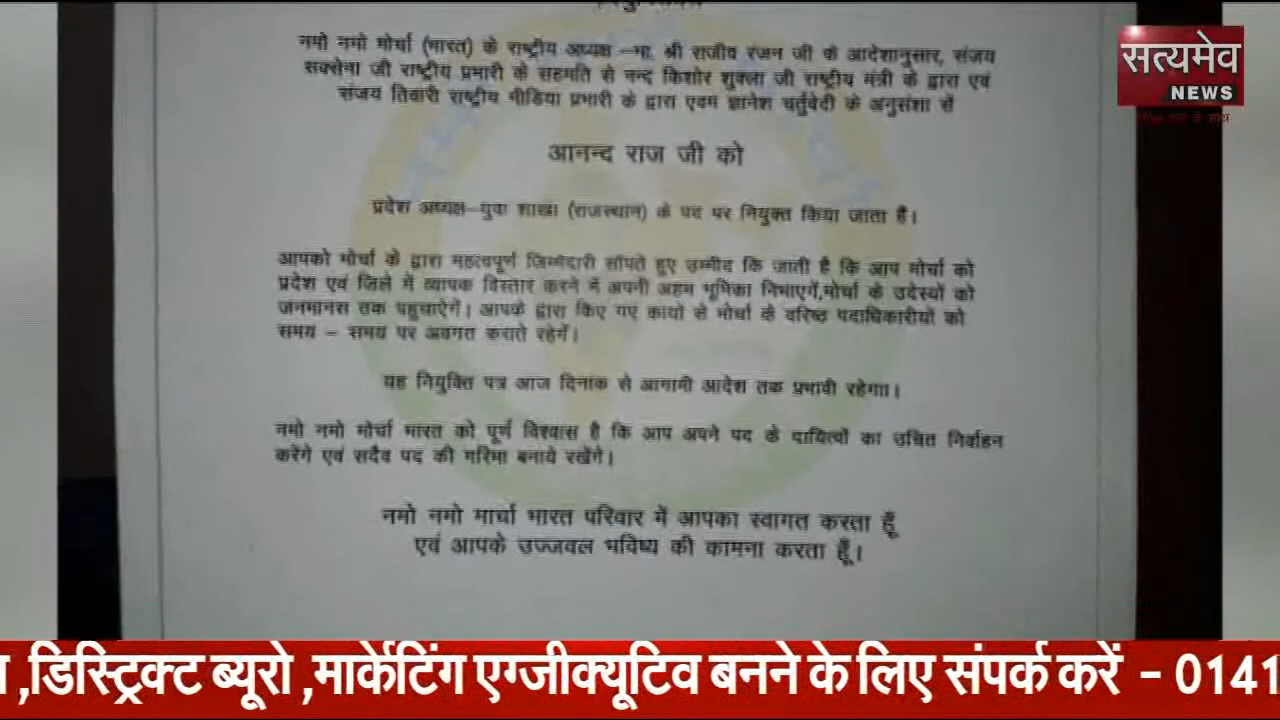 नमो नमो मोर्चा (भारत) के राष्ट्रीय अध्यक्ष –मा. श्री राजीव रंजन जी के आदेशानुसार, संजय
सक्सेना जी राष्ट्रीय प्रभारी के सहमति से नन्द किशोर शुक्ला जी राष्ट्रीय मंत्री के द्वारा एवं
संजय तिवारी राष्ट्रीय मीडिया प्रभारी के द्वारा एवम ज्ञानेश चर्तुवेदी के अनुसंशा से
आनन्द राज जी को
प्रदेश अध्यक्ष–युवा शाखा (राजस्थान) के पद पर नियुक्त किया जाता है।
आपको मोर्चा के द्वारा महत्वपूर्ण जिम्मेदारी सौंपते हुए उम्मीद कि जाती है कि आप मोर्चा को
प्रदेश एवं जिले में व्यापक विस्तार करने में अपनी अहम भूमिका निभाएगें,मोर्चा के उदेस्यों को
जनमानस तक पहुचाऐगें। आपके द्वारा किए गए कार्यो से मोर्चा के वरिष्ठ पदाधिकारीयों को
समय – समय पर अवगत कराते रहेगें।
यह नियुक्ति पत्र आज दिनांक से आगामी आदेश तक प्रभावी रहेगाा।
नमो नमो मोर्चा भारत को पूर्ण विश्वास है कि आप अपने पद के दायित्वों का उचित निर्वाहन
करेंगे एवं सदैव पद की गरिमा बनाये रखेंगे।
नमो नमो मार्चा भारत परिवार में आपका स्वागत करता हूँ
एवं आपके उज्जवल भविष्य की कामना करता हूँ।
सत्यमेव
NEWS
,डिस्ट्रिक्ट ब्यूरो ,मार्केटिंग एग्जीक्यूटिव बनने के लिए संपर्क करें - 0141